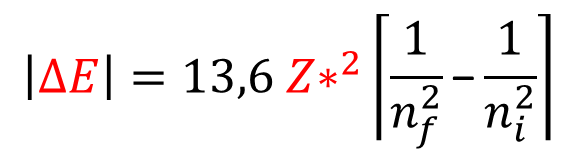 |ΔE| = 13,6 Z*² ⌈1/n_f² − 1/n_i²⌉